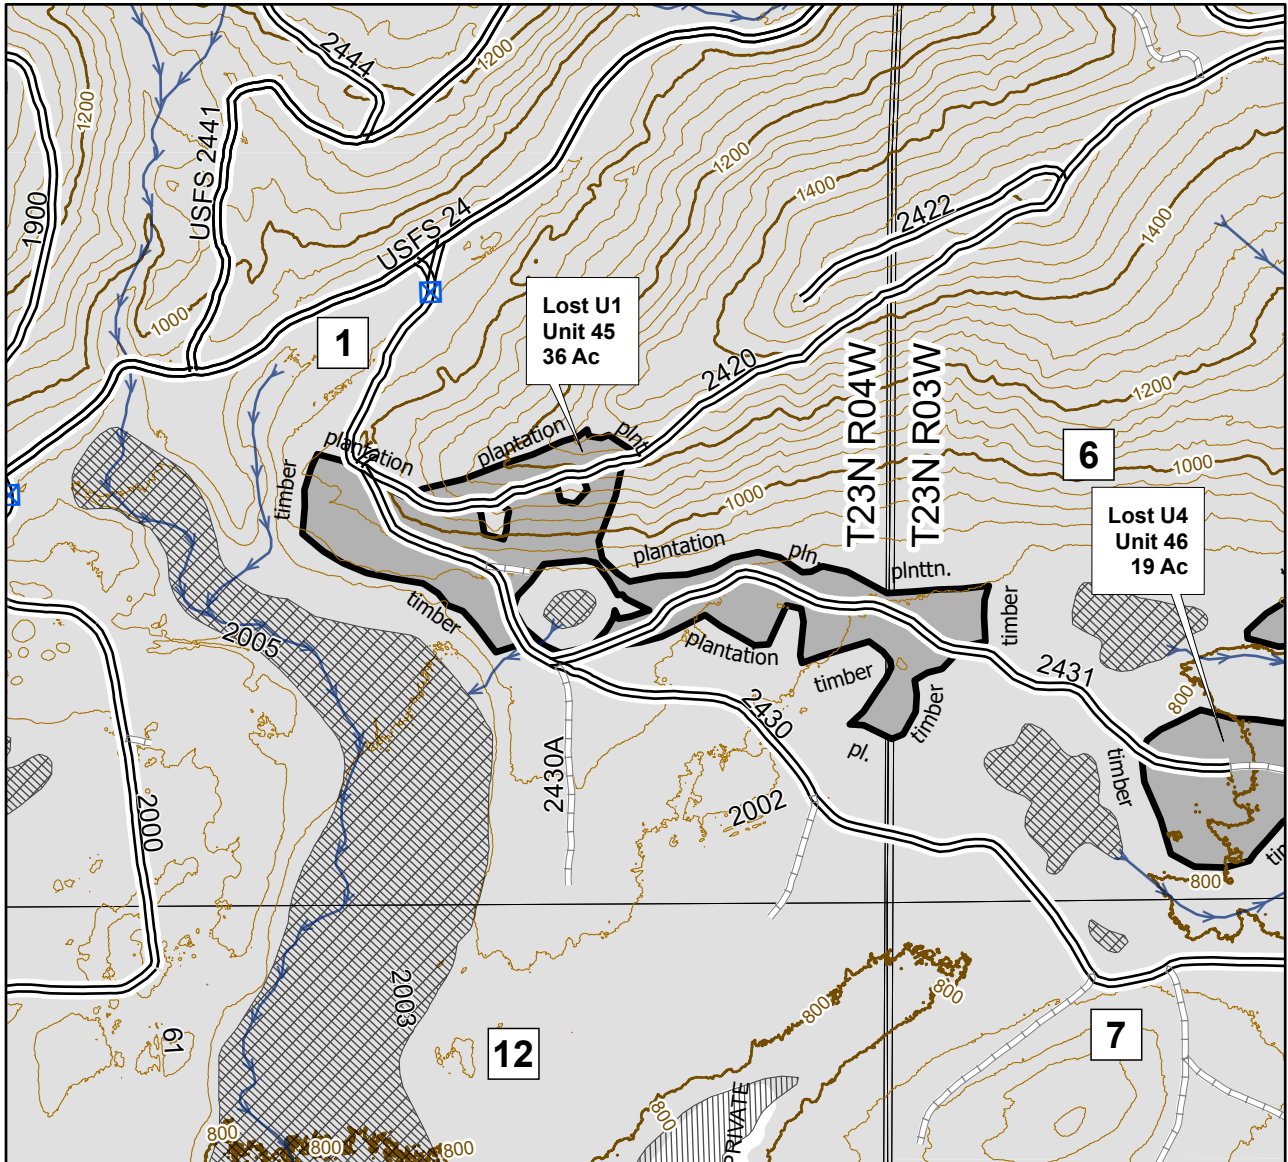 2444
1200
1200
USFS 2441
1200
1400
2422
1400
1900
USFS 24
1000
1
Lost U1
Unit 45
36 Ac
2420
T23N R04W
T23N R03W
1200
6
1000
plantation
plantation
plnt.
timber
1000
Lost U4
Unit 46
19 Ac
plantation
pln.
plnttn.
timber
timber
2005
plantation
timber
timber
2431
800
2430
pl.
timber
2430A
2002
2000
800
2003
61
12
7
800
800
800
PRIVATE
800
800
800